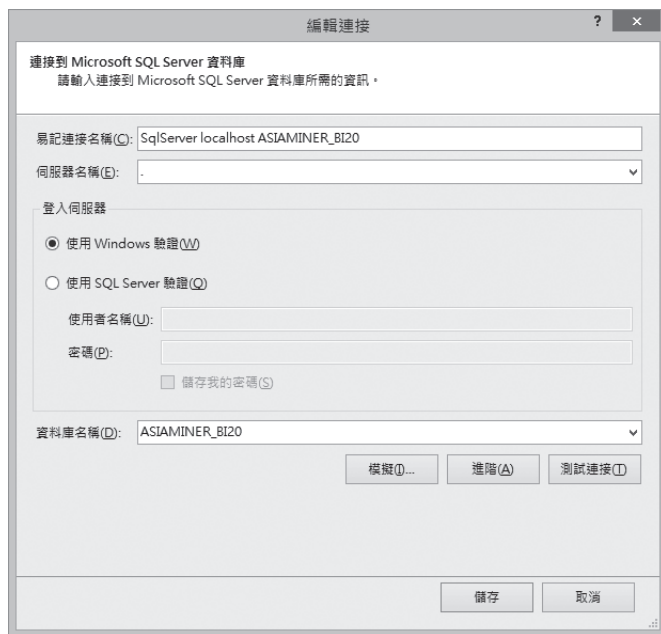 編輯連接
? ×
連接到 Microsoft SQL Server 資料庫
請輸入連接到 Microsoft SQL Server 資料庫所需的資訊。
易記連接名稱(C): SqlServer localhost ASIAMINER_BI20
伺服器名稱(E): .
登入伺服器
使用 Windows 驗證(W)
使用 SQL Server 驗證(Q)
使用者名稱(U):
密碼(P):
儲存我的密碼(S)
資料庫名稱(D): ASIAMINER_BI20
模擬(I)... 進階(A) 測試連接(T)
儲存 取消